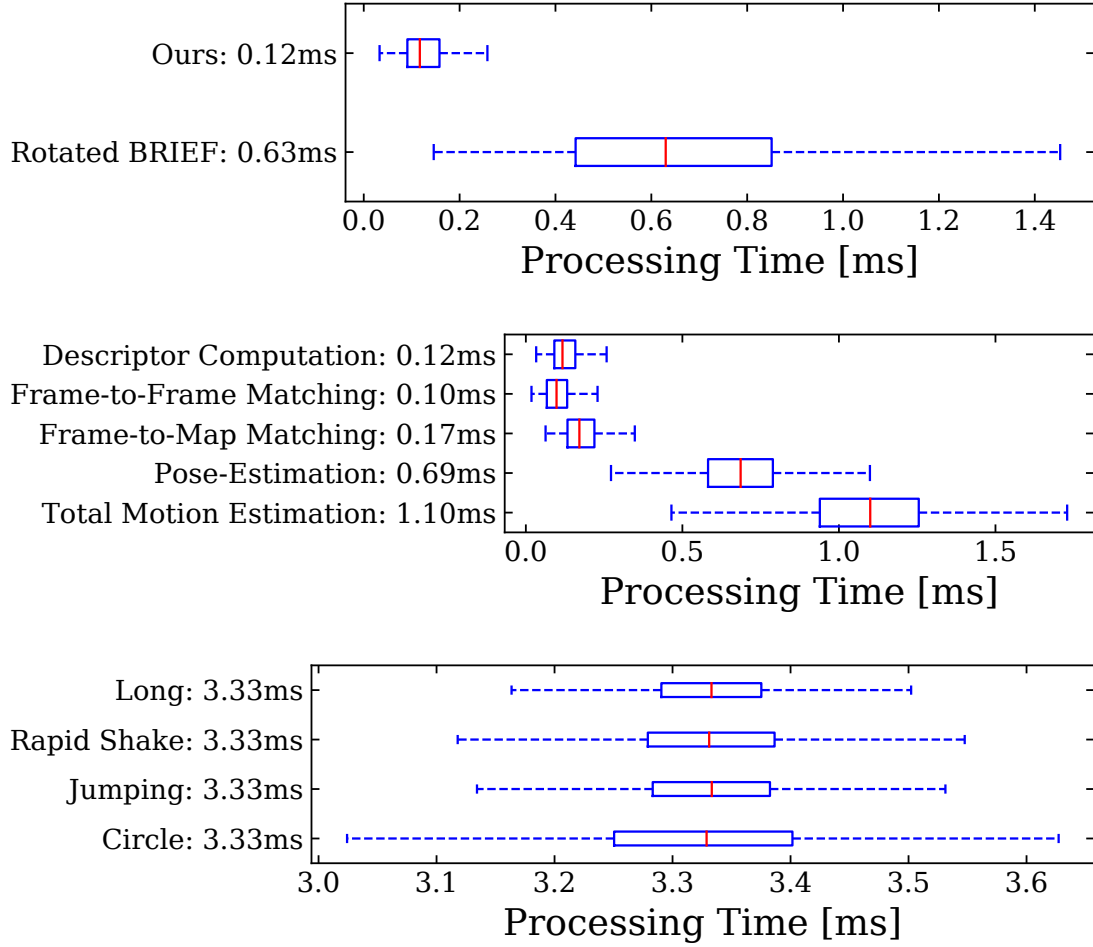 Ours: 0.12ms
Rotated BRIEF: 0.63ms
0.0 0.2 0.4 0.6 0.8 1.0 1.2 1.4
Processing Time [ms]
Descriptor Computation: 0.12ms
Frame-to-Frame Matching: 0.10ms
Frame-to-Map Matching: 0.17ms
Pose-Estimation: 0.69ms
Total Motion Estimation: 1.10ms
0.0 0.5 1.0 1.5
Processing Time [ms]
Long: 3.33ms
Rapid Shake: 3.33ms
Jumping: 3.33ms
Circle: 3.33ms
3.0 3.1 3.2 3.3 3.4 3.5 3.6
Processing Time [ms]